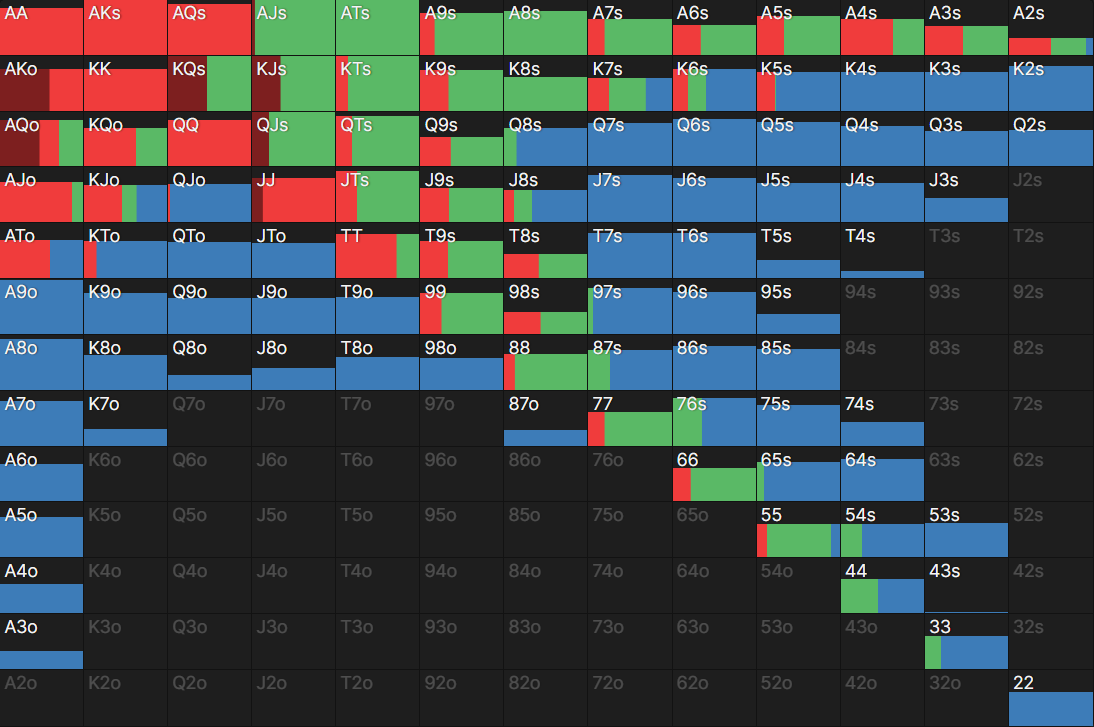 AA AKs AQs AJs ATs A9s A8s A7s A6s A5s A4s A3s A2s
AKo KK KQs KJs KTs K9s K8s K7s K6s K5s K4s K3s K2s
AQo KQo QQ QJs QTs Q9s Q8s Q7s Q6s Q5s Q4s Q3s Q2s
AJo KJo QJo JJ JTs J9s J8s J7s J6s J5s J4s J3s J2s
ATo KTo QTo JTo TT T9s T8s T7s T6s T5s T4s T3s T2s
A9o K9o Q9o J9o T9o 99 98s 97s 96s 95s 94s 93s 92s
A8o K8o Q8o J8o T8o 98o 88 87s 86s 85s 84s 83s 82s
A7o K7o Q7o J7o T7o 97o 87o 77 76s 75s 74s 73s 72s
A6o K6o Q6o J6o T6o 96o 86o 76o 66 65s 64s 63s 62s
A5o K5o Q5o J5o T5o 95o 85o 75o 65o 55 54s 53s 52s
A4o K4o Q4o J4o T4o 94o 84o 74o 64o 54o 44 43s 42s
A3o K3o Q3o J3o T3o 93o 83o 73o 63o 53o 43o 33 32s
A2o K2o Q2o J2o T2o 92o 82o 72o 62o 52o 42o 32o 22